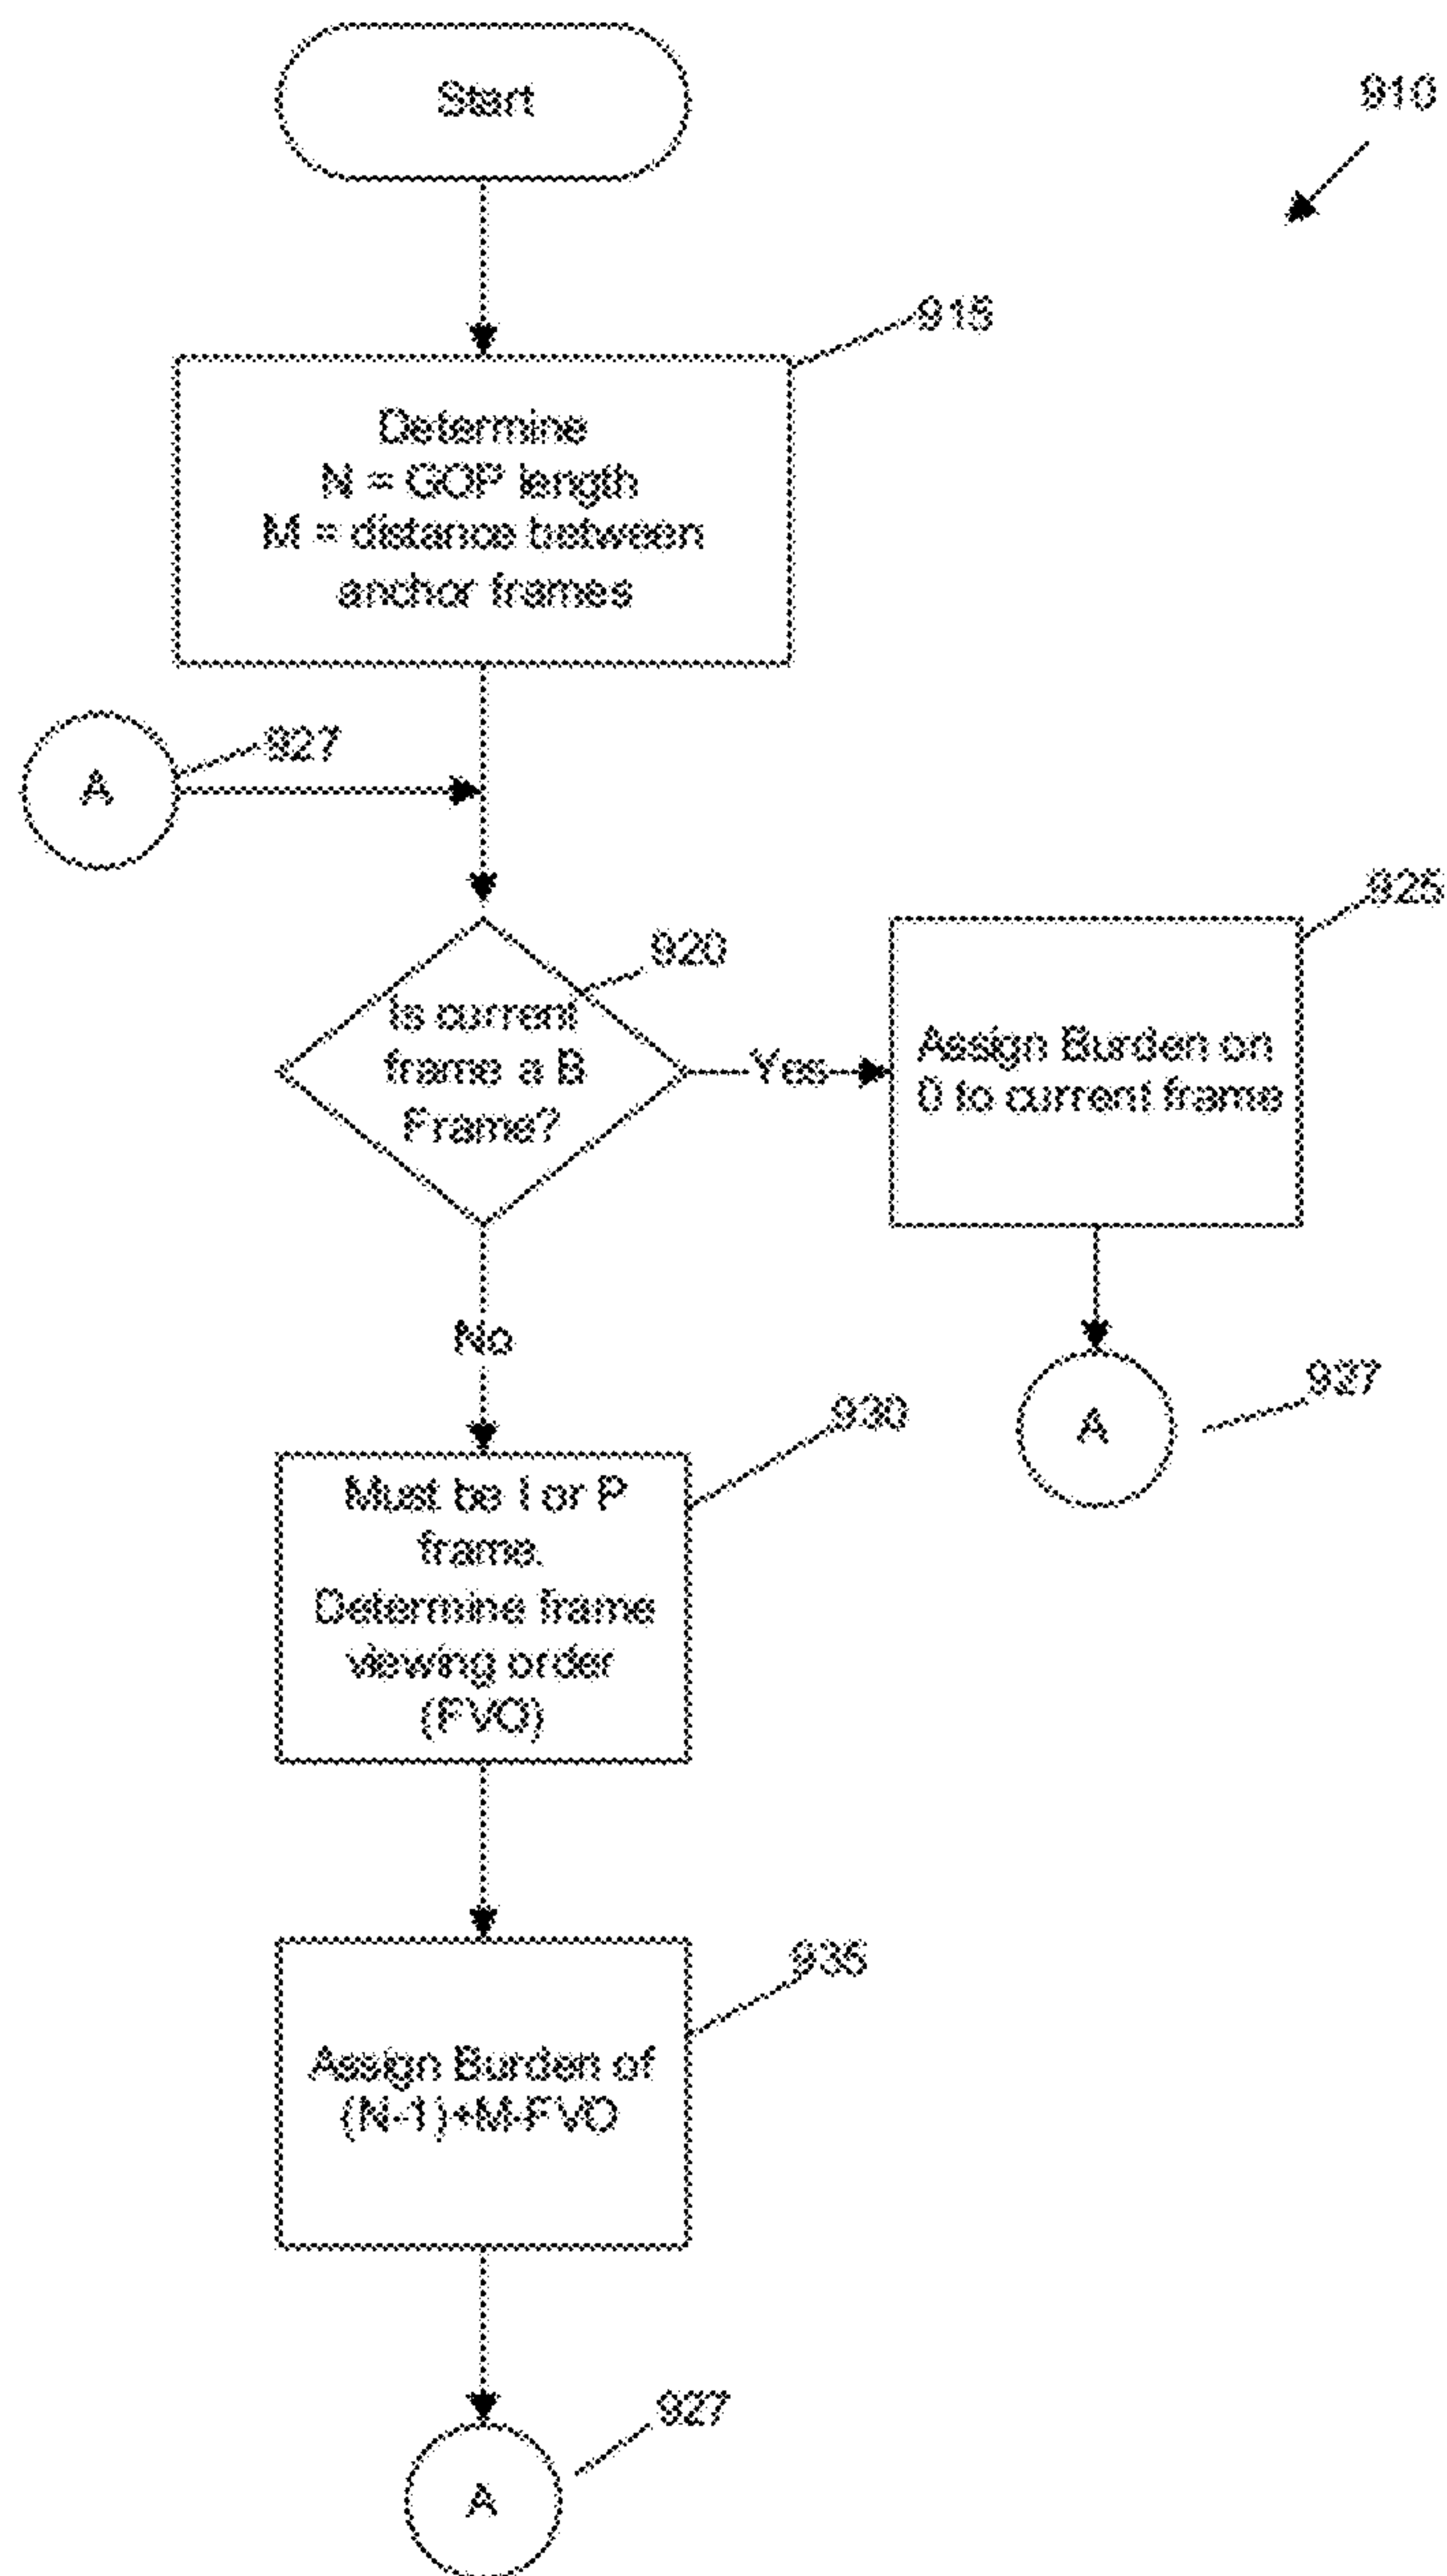 Start
910
915
Determine
N = GOP length
M = distance between
anchor frames
927
A
925
920
Is current
frame a B
Frame?
Yes
Assign Burden on
0 to current frame
No
937
A
930
Must be I or P
frame.
Determine frame
viewing order
(FVO)
935
Assign Burden of
(N-1)+M-FVO
927
A